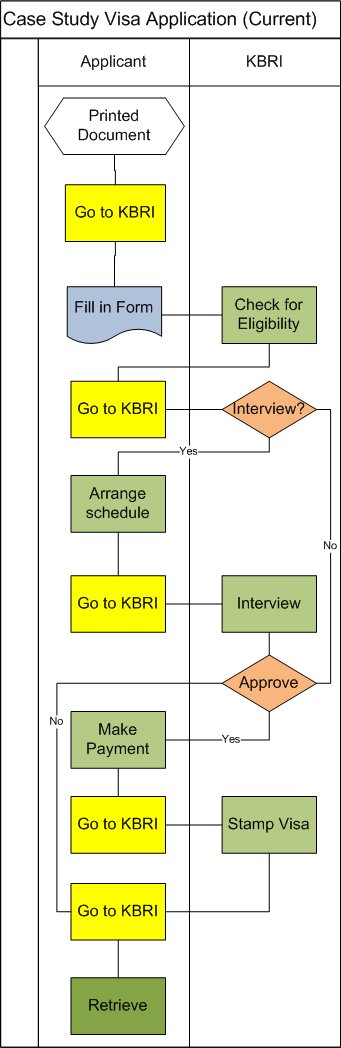 Case Study Visa Application (Current)
Applicant
KBRI
Printed
Document
Go to KBRI
Fill in Form
Check for
Eligibility
Go to KBRI
Interview?
Yes
Arrange
schedule
No
Go to KBRI
Interview
Approve
No
Make
Payment
Yes
Go to KBRI
Stamp Visa
Go to KBRI
Retrieve